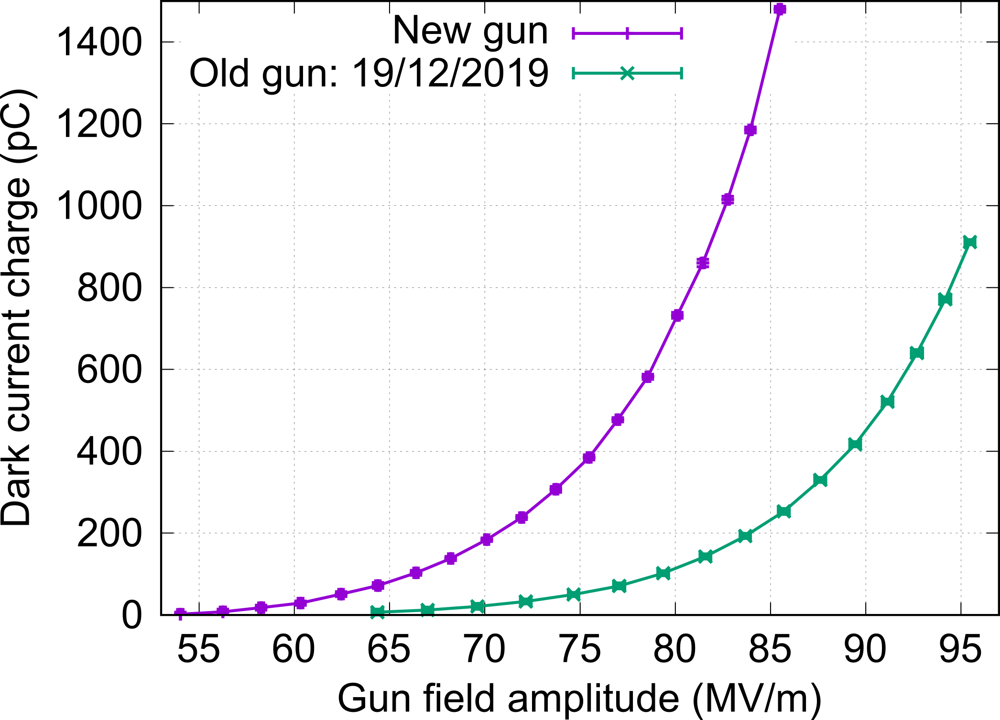 New gun
Old gun: 19/12/2019
1400
1200
1000
800
600
400
200
0
Dark current charge (pC)
55 60 65 70 75 80 85 90 95
Gun field amplitude (MV/m)